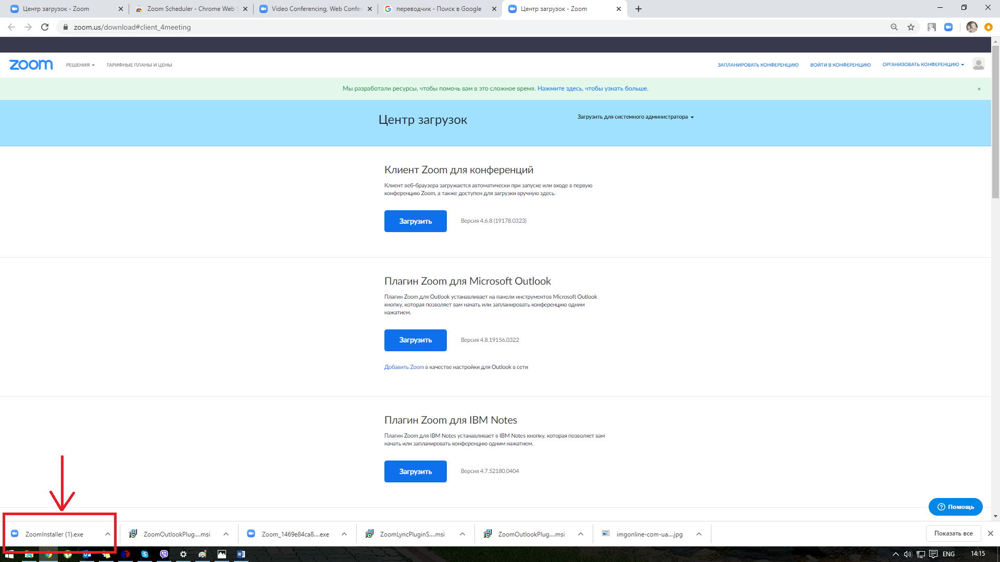 Центр загрузок - Zoom
Zoom Scheduler - Chrome Web S
Video Conferencing, Web Confer
переводчик - Поиск в Google
Центр загрузок - Zoom
zoom.us/download#client_4meeting
zoom
РЕШЕНИЯ
ТАРИФНЫЕ ПЛАНЫ И ЦЕНЫ
ЗАПЛАНИРОВАТЬ КОНФЕРЕНЦИЮ
ВОЙТИ В КОНФЕРЕНЦИЮ
ОРГАНИЗОВАТЬ КОНФЕРЕНЦИЮ
Мы разработали ресурсы, чтобы помочь вам в это сложное время. Нажмите здесь, чтобы узнать больше.
Центр загрузок
Загрузить для системного администратора
Клиент Zoom для конференций
Клиент веб-браузера загружается автоматически при запуске или входе в первую
конференцию Zoom, а также доступен для загрузки вручную здесь.
Загрузить
Версия 4.6.8 (19178.0323)
Плагин Zoom для Microsoft Outlook
Плагин Zoom для Outlook устанавливает на панели инструментов Microsoft Outlook
кнопку, которая позволяет вам начать или запланировать конференцию одним
нажатием.
Загрузить
Версия 4.8.19156.0322
Добавить Zoom в качестве настройки для Outlook в сети
Плагин Zoom для IBM Notes
Плагин Zoom для IBM Notes устанавливает в IBM Notes кнопку, которая позволяет вам
начать или запланировать конференцию одним нажатием.
Загрузить
Версия 4.7.52180.0404
Помощь
ZoomInstaller (1).exe
ZoomOutlookPlug....msi
Zoom_1469e84ca8....exe
ZoomLyncPluginS....msi
ZoomOutlookPlug....msi
imgonline-com-ua....jpg
Показать все
ENG
14:15